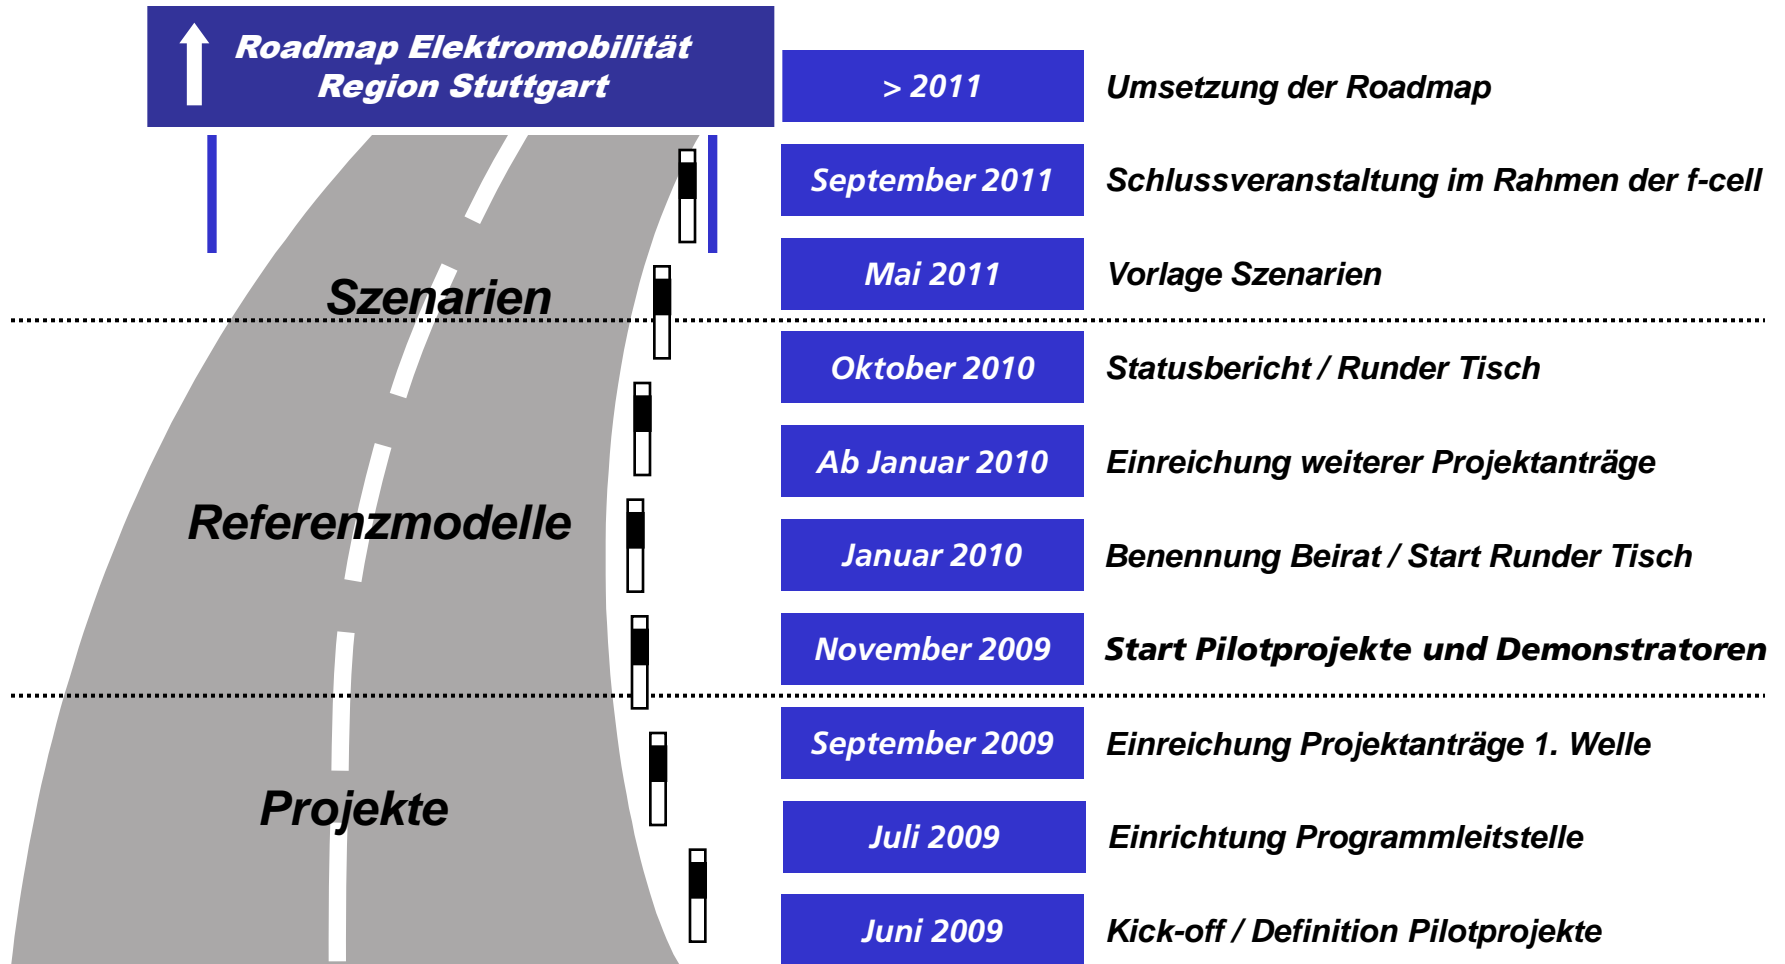 Roadmap Elektromobilität
Region Stuttgart
> 2011 Umsetzung der Roadmap
September 2011 Schlussveranstaltung im Rahmen der f-cell
Mai 2011 Vorlage Szenarien
Szenarien
Oktober 2010 Statusbericht / Runder Tisch
Ab Januar 2010 Einreichung weiterer Projektanträge
Referenzmodelle
Januar 2010 Benennung Beirat / Start Runder Tisch
November 2009 Start Pilotprojekte und Demonstratoren
September 2009 Einreichung Projektanträge 1. Welle
Projekte
Juli 2009 Einrichtung Programmleitstelle
Juni 2009 Kick-off / Definition Pilotprojekte